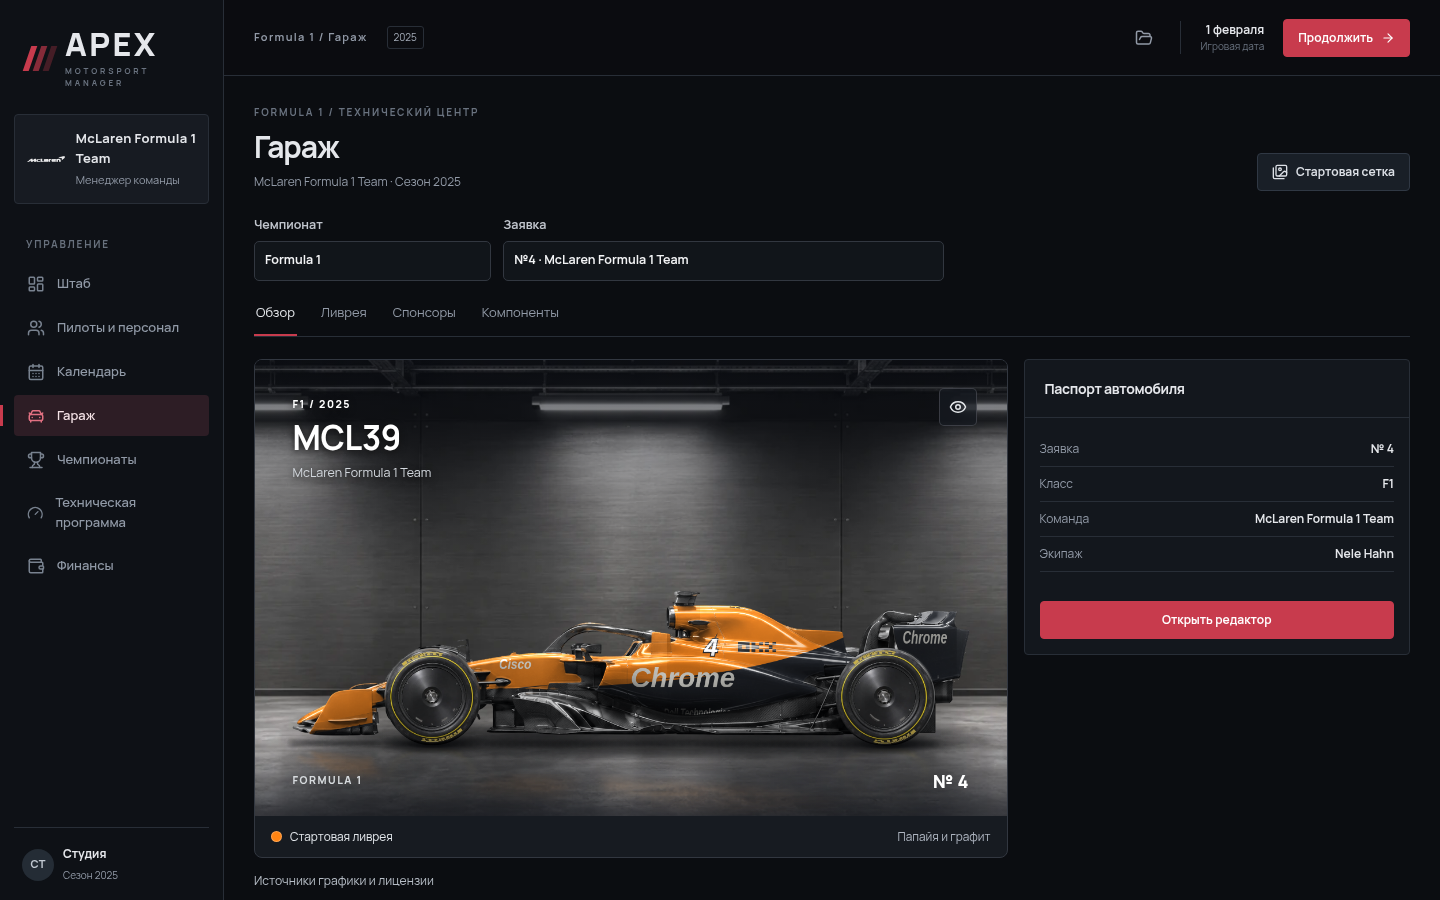 APEX
MOTORSPORT
MANAGER
McLaren
McLaren Formula 1
Team
Менеджер команды
УПРАВЛЕНИЕ
Штаб
Пилоты и персонал
Календарь
Гараж
Чемпионаты
Техническая
программа
Финансы
СТ
Студия
Сезон 2025
Formula 1 / Гараж
2025
1 февраля
Игровая дата
Продолжить
FORMULA 1 / ТЕХНИЧЕСКИЙ ЦЕНТР
Гараж
McLaren Formula 1 Team · Сезон 2025
Стартовая сетка
Чемпионат
Заявка
Formula 1
№4 · McLaren Formula 1 Team
Обзор
Ливрея
Спонсоры
Компоненты
F1 / 2025
MCL39
McLaren Formula 1 Team
4
OKX
Chrome
Cisco
Chrome
Dell Technologies
FORMULA 1
№ 4
Стартовая ливрея
Папайя и графит
Источники графики и лицензии
Паспорт автомобиля
Заявка
№ 4
Класс
F1
Команда
McLaren Formula 1 Team
Экипаж
Nele Hahn
Открыть редактор